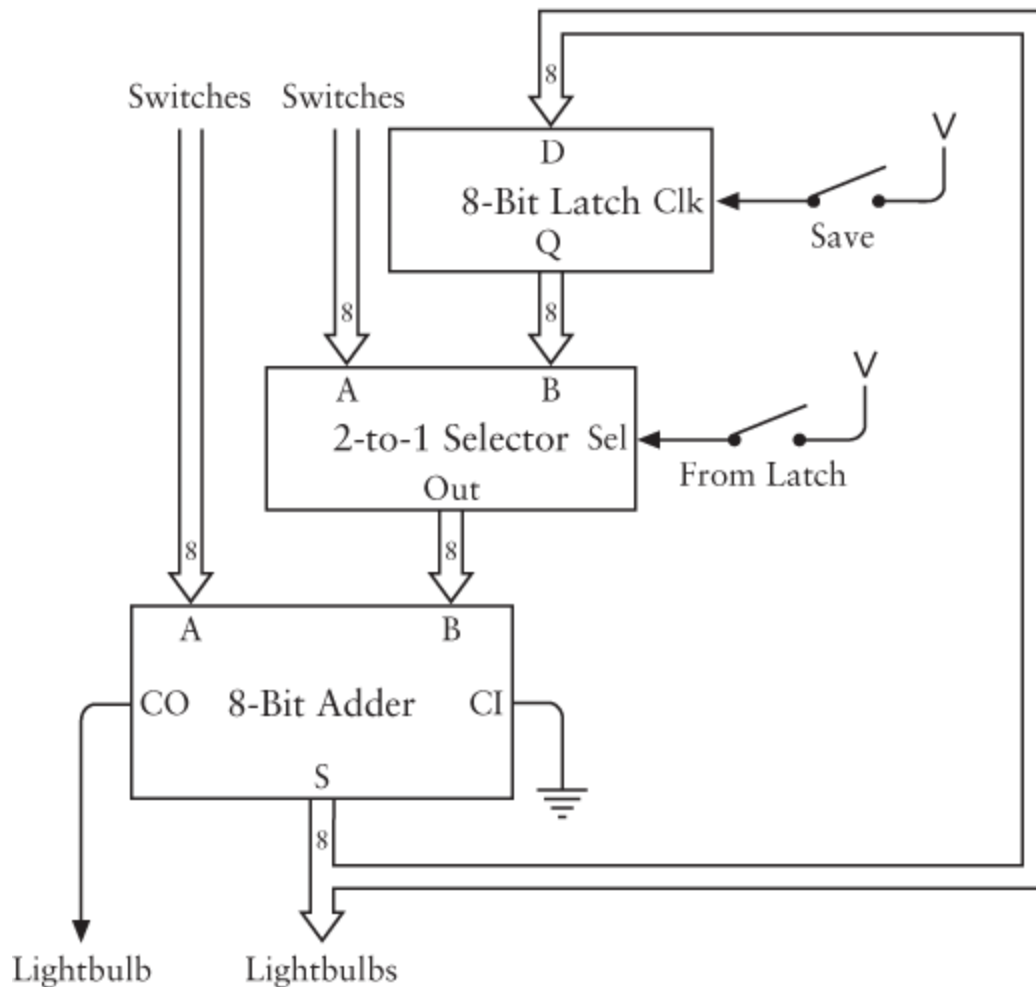 8
Switches Switches
V
D
8-Bit Latch Clk
Save
Q
8 8
V
A B
2-to-1 Selector Sel
From Latch
Out
8 8
A B
CO 8-Bit Adder CI
S
8
Lightbulb Lightbulbs